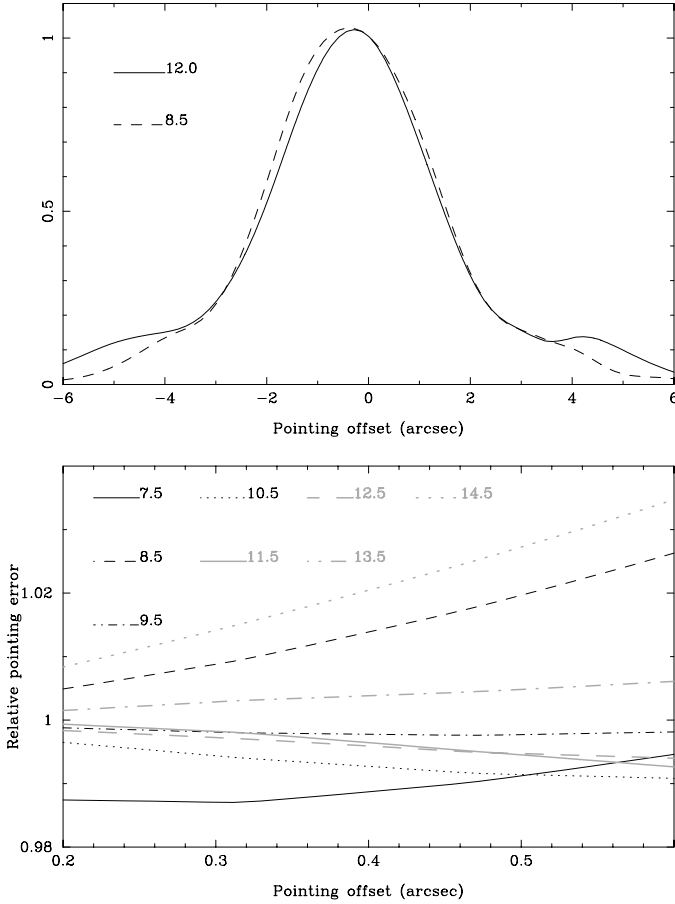 1
12.0
8.5
0.5
0
−6 −4 −2 0 2 4 6
Pointing offset (arcsec)
7.5 10.5 12.5 14.5
8.5 11.5 13.5
9.5
1.02
1
0.98
Relative pointing error
0.2 0.3 0.4 0.5
Pointing offset (arcsec)